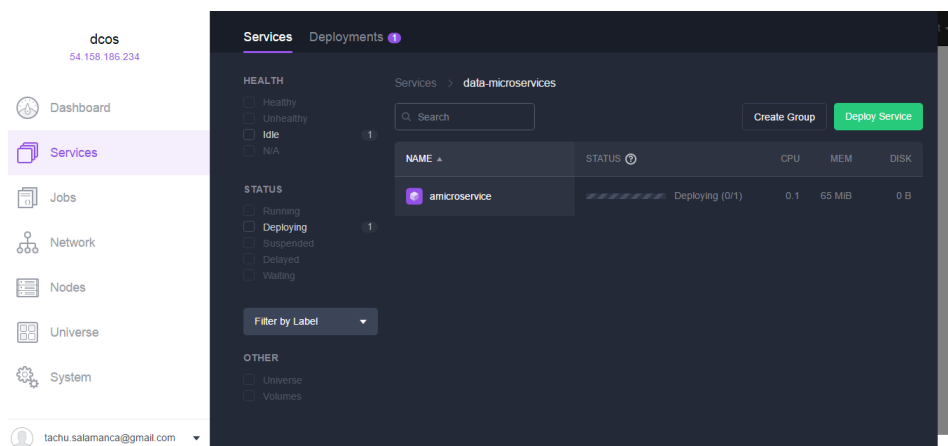 dcos
54.158.186.234
Dashboard
Services
Jobs
Network
Nodes
Universe
System
tachu.salamanca@gmail.com
Services Deployments 1
HEALTH
Healthy
Unhealthy
Idle 1
N/A
STATUS
Running
Deploying 1
Suspended
Delayed
Waiting
Filter by Label
OTHER
Universe
Volumes
Services > data-microservices
Search
Create Group Deploy Service
NAME STATUS CPU MEM DISK
amicroservice Deploying (0/1) 0.1 65 MiB 0 B